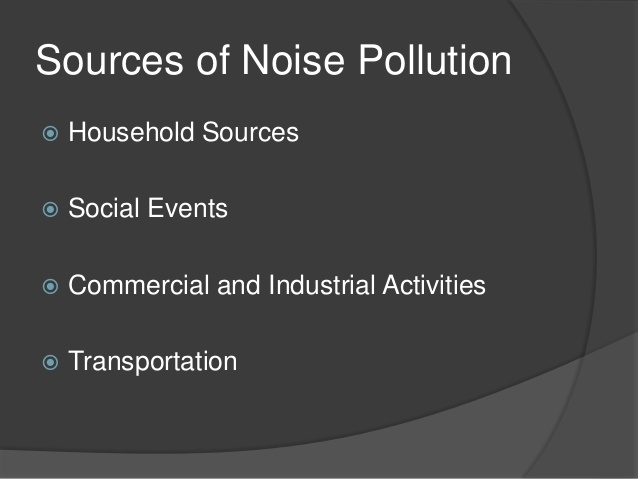 Sources of Noise Pollution
Household Sources
Social Events
Commercial and Industrial Activities
Transportation